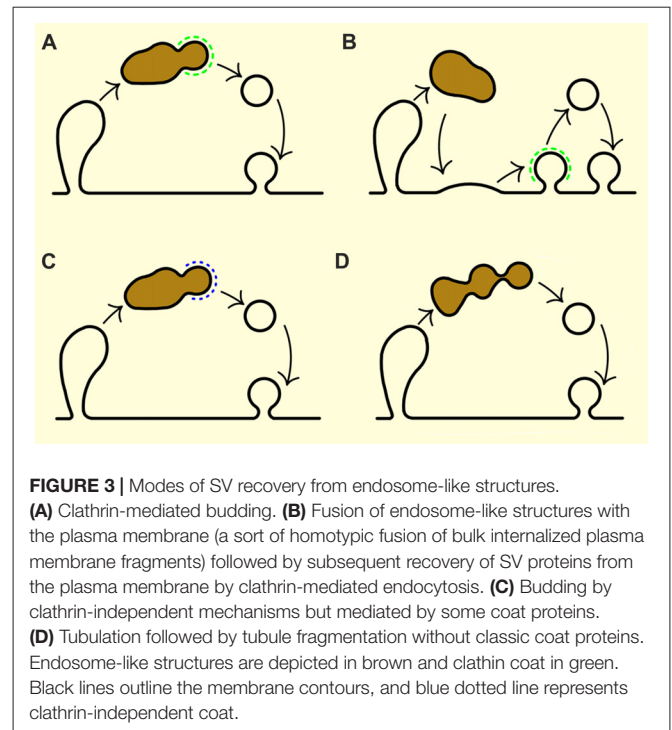 A
B
C
D
FIGURE 3 | Modes of SV recovery from endosome-like structures.
(A) Clathrin-mediated budding. (B) Fusion of endosome-like structures with
the plasma membrane (a sort of homotypic fusion of bulk internalized plasma
membrane fragments) followed by subsequent recovery of SV proteins from
the plasma membrane by clathrin-mediated endocytosis. (C) Budding by
clathrin-independent mechanisms but mediated by some coat proteins.
(D) Tubulation followed by tubule fragmentation without classic coat proteins.
Endosome-like structures are depicted in brown and clathin coat in green.
Black lines outline the membrane contours, and blue dotted line represents
clathrin-independent coat.